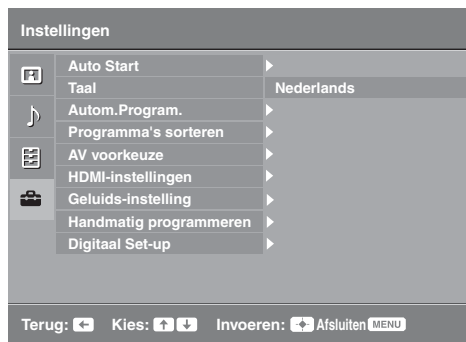 Instellingen
Auto Start
Taal Nederlands
Autom.Program.
Programma's sorteren
AV voorkeuze
HDMI-instellingen
Geluids-instelling
Handmatig programmeren
Digitaal Set-up
Terug: Kies: Invoeren: Afsluiten MENU